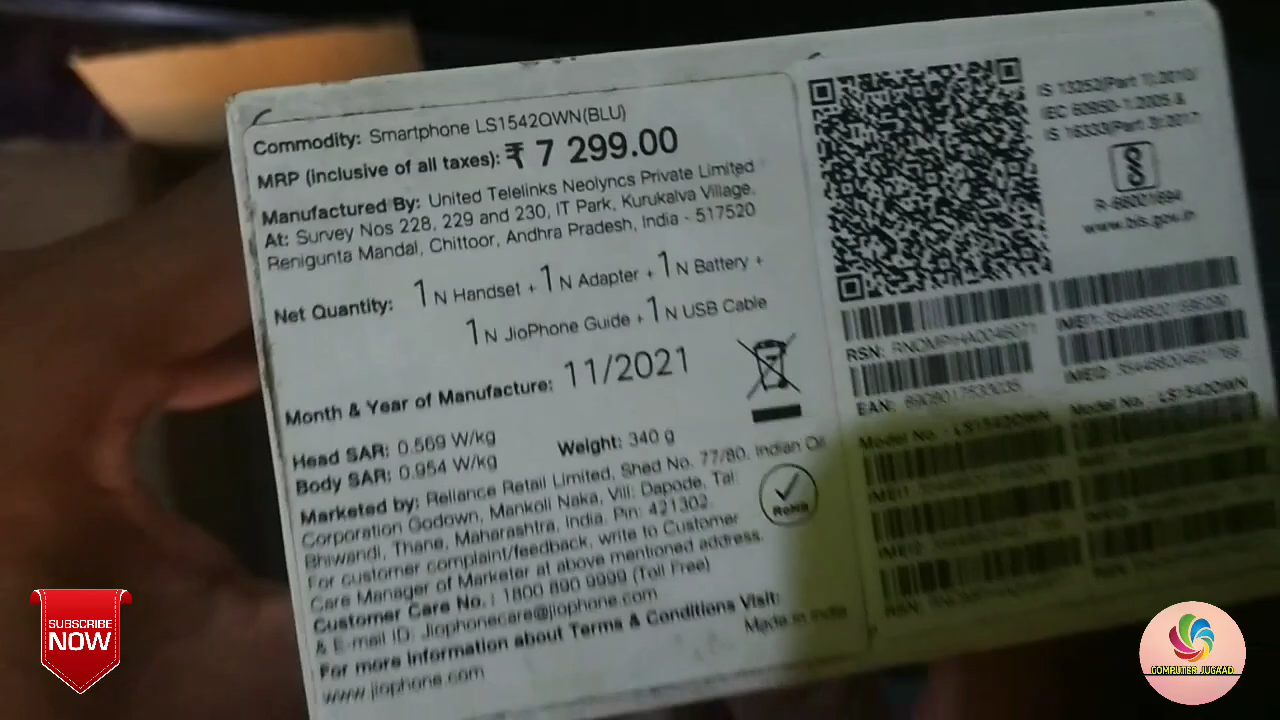 Commodity: Smartphone LS1542QWN(BLU)
MRP (inclusive of all taxes): ₹ 7 299.00
Manufactured By: United Telelinks Neolyncs Private Limited
At: Survey Nos 228, 229 and 230, IT Park, Kurukalva Village,
Renigunta Mandal, Chittoor, Andhra Pradesh, India - 517520
Net Quantity: 1 N Handset + 1 N Adapter + 1 N Battery +
1 N JioPhone Guide + 1 N USB Cable
Month & Year of Manufacture: 11/2021
Head SAR: 0.569 W/kg
Body SAR: 0.954 W/kg
Weight: 340 g
Marketed by: Reliance Retail Limited, Shed No. 77/80, Indian Oil
Corporation Godown, Mankoli Naka, Vill: Dapode, Tal:
Bhiwandi, Thane, Maharashtra, India. Pin: 421302.
For customer complaint/feedback, write to Customer
Care Manager of Marketer at above mentioned address.
Customer Care No. : 1800 890 9999 (Toll Free)
& E-mail ID: Jiophonecare@jiophone.com
For more information about Terms & Conditions Visit:
www.jiophone.com
Made in India
RoHS
IS 13252(Part 1):2010/
IEC 60950-1:2005 &
IS 16333(Part 3):2017
www.bis.gov.in
RSN:
IMEI1:
EAN:
IMEI2:
Model No. : LS1542QWN
Model No. : LS1542QWN
IMEI1:
IMEI2:
RSN:
SUBSCRIBE
NOW
COMPUTER JUGAAD